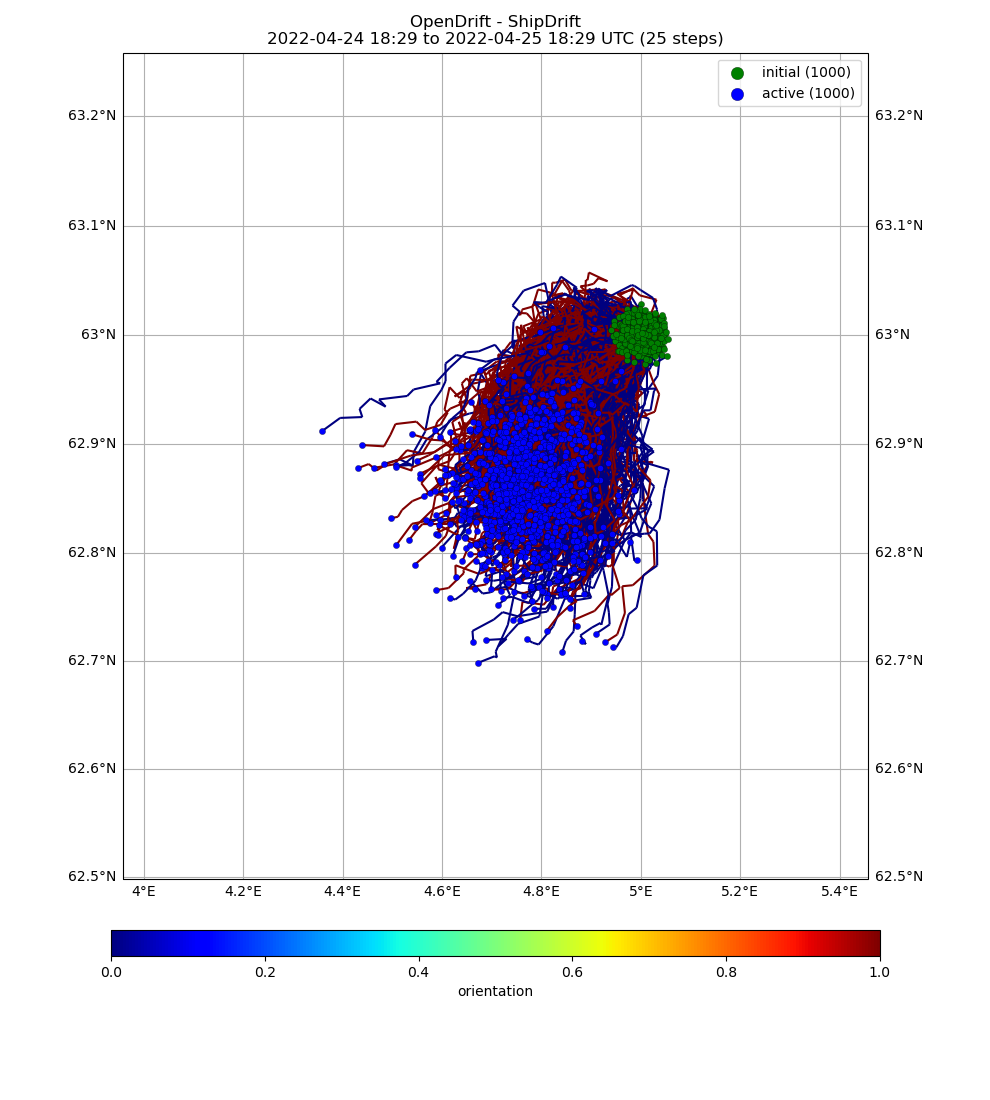 OpenDrift - ShipDrift
2022-04-24 18:29 to 2022-04-25 18:29 UTC (25 steps)
initial (1000)
active (1000)
63.2°N 63.2°N
63.1°N 63.1°N
63°N 63°N
62.9°N 62.9°N
62.8°N 62.8°N
62.7°N 62.7°N
62.6°N 62.6°N
62.5°N 62.5°N
4°E 4.2°E 4.4°E 4.6°E 4.8°E 5°E 5.2°E 5.4°E
0.0 0.2 0.4 0.6 0.8 1.0
orientation